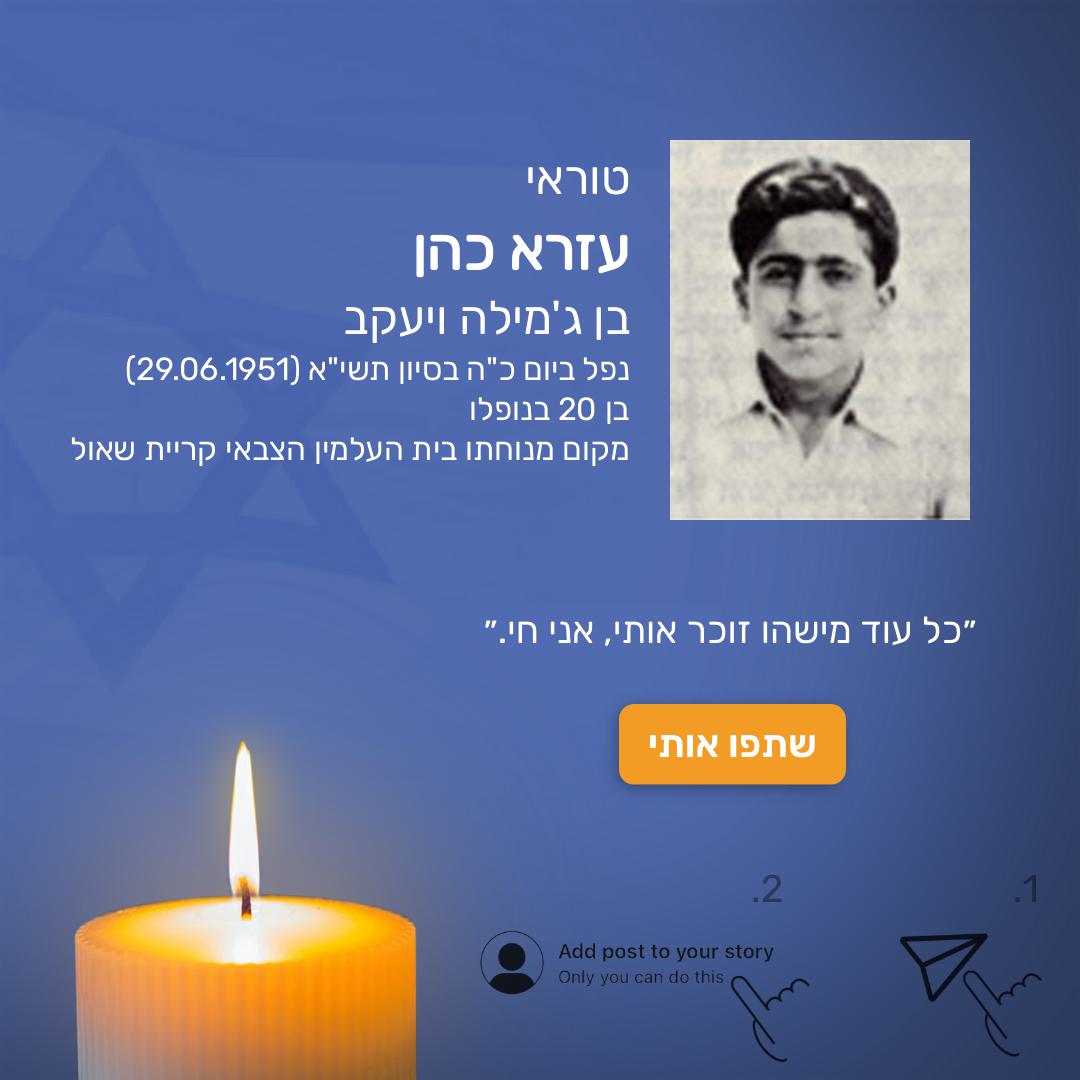 טוראי
עזרא כהן
בן ג'מילה ויעקב
נפל ביום כ"ה בסיון תשי"א (29.06.1951)
בן 20 בנופלו
מקום מנוחתו בית העלמין הצבאי קריית שאול
״כל עוד מישהו זוכר אותי, אני חי.״
שתפו אותי
1.
2.
Add post to your story
Only you can do this